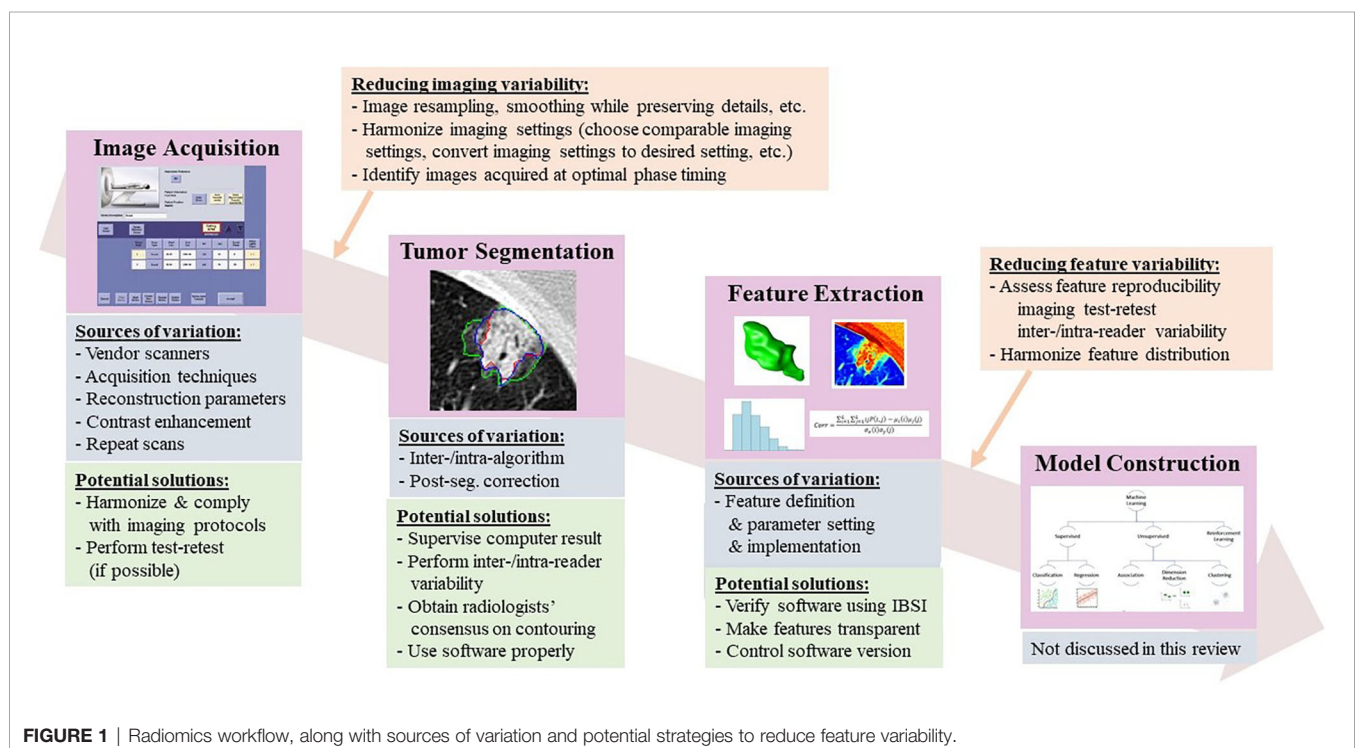 Reducing imaging variability:
- Image resampling, smoothing while preserving details, etc.
- Harmonize imaging settings (choose comparable imaging
settings, convert imaging settings to desired setting, etc.)
- Identify images acquired at optimal phase timing
Image Acquisition
Sources of variation:
- Vendor scanners
- Acquisition techniques
- Reconstruction parameters
- Contrast enhancement
- Repeat scans
Potential solutions:
- Harmonize & comply
with imaging protocols
- Perform test-retest
(if possible)
Tumor Segmentation
Sources of variation:
- Inter-/intra-algorithm
- Post-seg. correction
Potential solutions:
- Supervise computer result
- Perform inter-/intra-reader
variability
- Obtain radiologists’
consensus on contouring
- Use software properly
Feature Extraction
Sources of variation:
- Feature definition
& parameter setting
& implementation
Potential solutions:
- Verify software using IBSI
- Make features transparent
- Control software version
Reducing feature variability:
- Assess feature reproducibility
imaging test-retest
inter-/intra-reader variability
- Harmonize feature distribution
Model Construction
Machine
Learning
Supervised
Unsupervised
Reinforcement
Learning
Classification
Regression
Association
Dimension
Reduction
Clustering
Not discussed in this review
FIGURE 1 | Radiomics workflow, along with sources of variation and potential strategies to reduce feature variability.